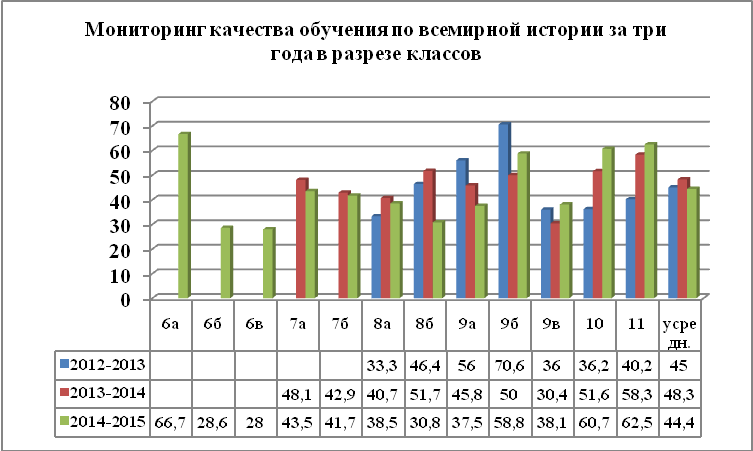 Мониторинг качества обучения по всемирной истории за три
года в разрезе классов
80
70
60
50
40
30
20
10
0
6а 6б 6в 7а 7б 8а 8б 9а 9б 9в 10 11 усре
дн.
2012-2013 33,3 46,4 56 70,6 36 36,2 40,2 45
2013-2014 48,1 42,9 40,7 51,7 45,8 50 30,4 51,6 58,3 48,3
2014-2015 66,7 28,6 28 43,5 41,7 38,5 30,8 37,5 58,8 38,1 60,7 62,5 44,4